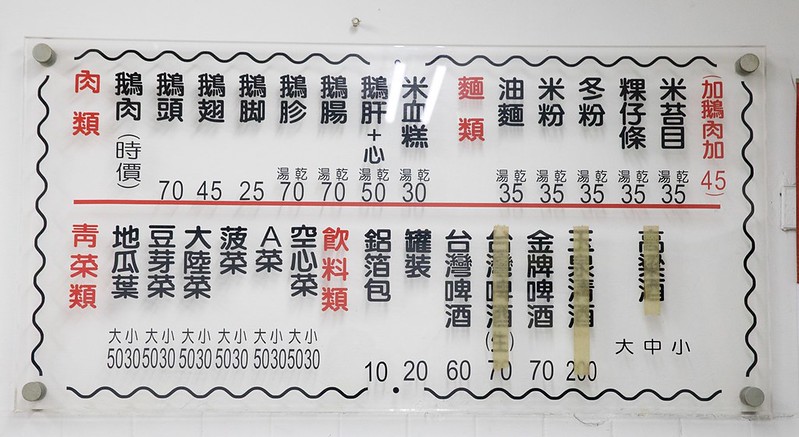 肉類
鵝肉(時價)
鵝頭 70
鵝翅 45
鵝脚 25
鵝胗 湯乾 70
鵝腸 湯乾 70
鵝肝+心 湯乾 50
米血糕 湯乾 30
麵類
油麵 湯乾 35
米粉 湯乾 35
冬粉 湯乾 35
粿仔條 湯乾 35
米苔目 湯乾 35
(加鵝肉加45)
青菜類
地瓜葉 大小 5030
豆芽菜 大小 5030
大陸菜 大小 5030
菠菜 大小 5030
A菜 大小 5030
空心菜 大小 5030
飲料類
鋁箔包 10
罐裝 20
台灣啤酒 60
台灣啤酒(生) 70
金牌啤酒 70
玉泉清酒 200
高粱酒
大中小